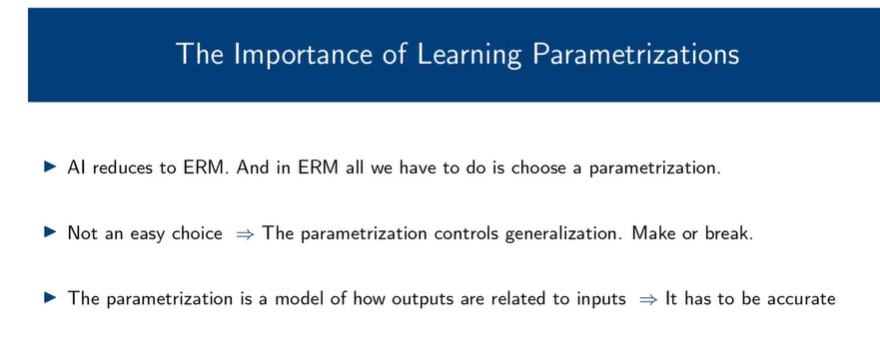 The Importance of Learning Parametrizations
▶ AI reduces to ERM. And in ERM all we have to do is choose a parametrization.
▶ Not an easy choice ⇒ The parametrization controls generalization. Make or break.
▶ The parametrization is a model of how outputs are related to inputs ⇒ It has to be accurate